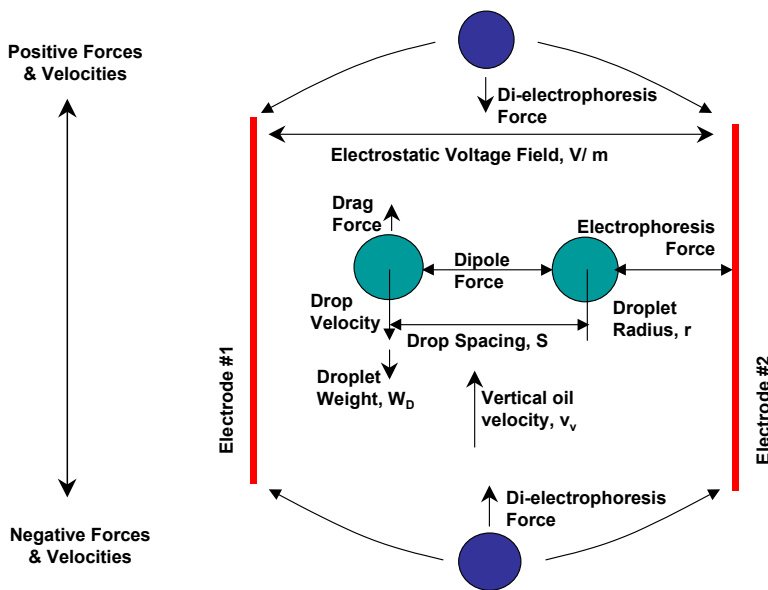 Positive Forces
& Velocities
Di-electrophoresis
Force
Electrostatic Voltage Field, V/ m
Drag
Force
Electrophoresis
Force
Dipole
Force
Drop
Velocity
Droplet
Radius, r
Drop Spacing, S
Droplet
Weight, WD
Vertical oil
velocity, vv
Electrode #1
Electrode #2
Di-electrophoresis
Force
Negative Forces
& Velocities